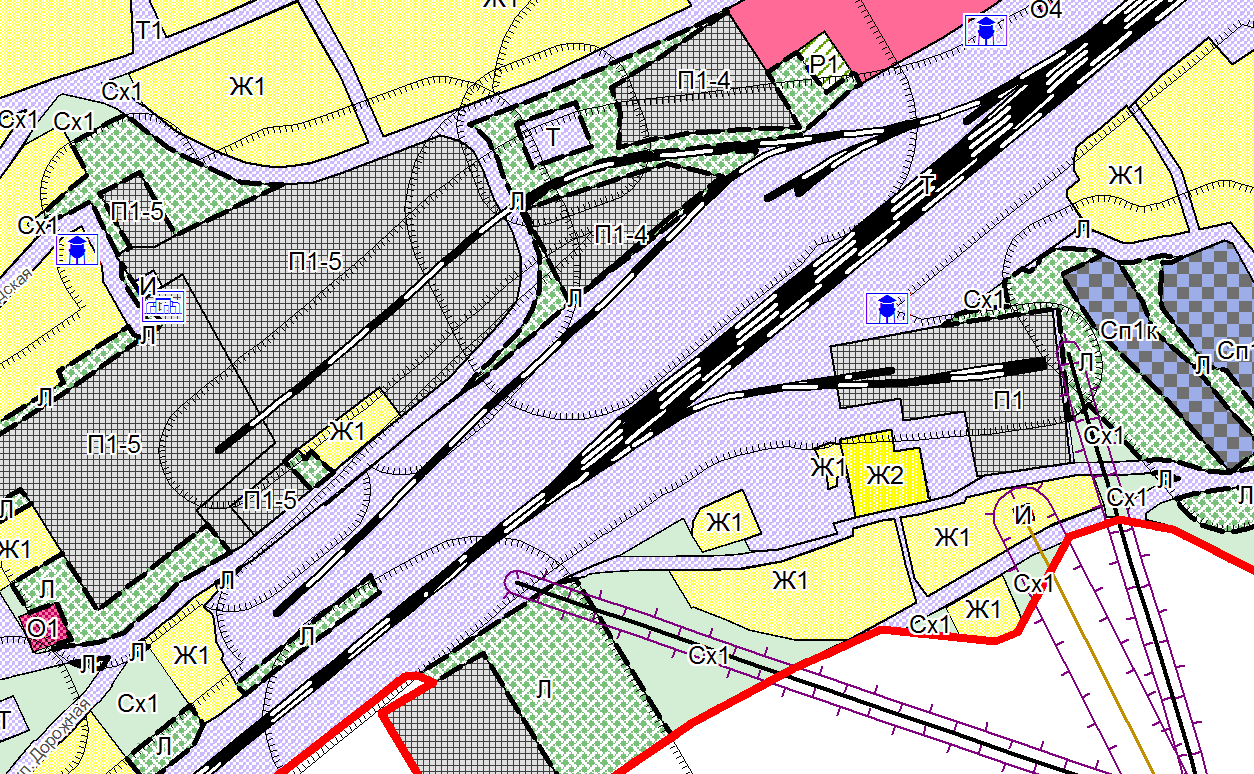 Ж1
О4
Т1
П1-4
Р1
Ж1
Сх1
Сх1
Сх1
Т
Ж1
Т
Л
П1-5
Сх1
П1-4
Л
П1-5
И
Л
Сх1
Л
Сп1к
Сп1
Л
Л
Л
П1
Ж1
П1-5
Сх1
Ж1
Ж2
Л
П1-5
Л
Сх1
Л
И
Ж1
Ж1
Ж1
Л
Л
Ж1
Сх1
Ж1
О1
Сх1
Л
Л
Л
Ж1
Сх1
Л
Сх1
Т
Л
ул. Дорожная